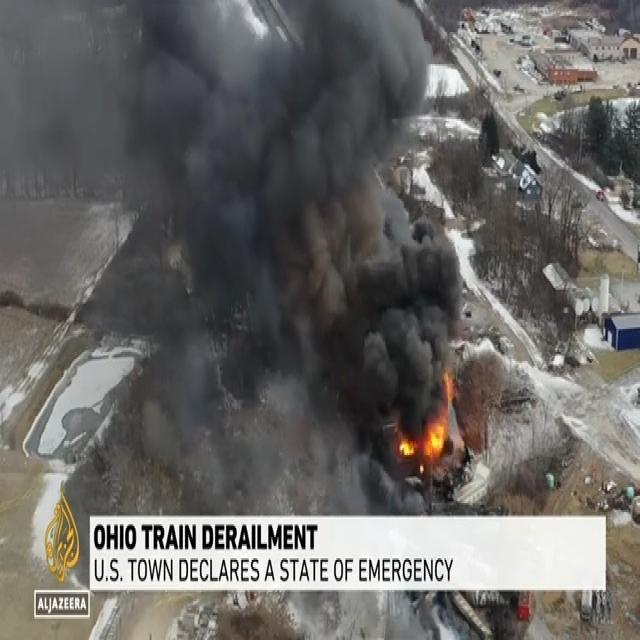 OHIO TRAIN DERAILMENT
U.S. TOWN DECLARES A STATE OF EMERGENCY
ALJAZEERA